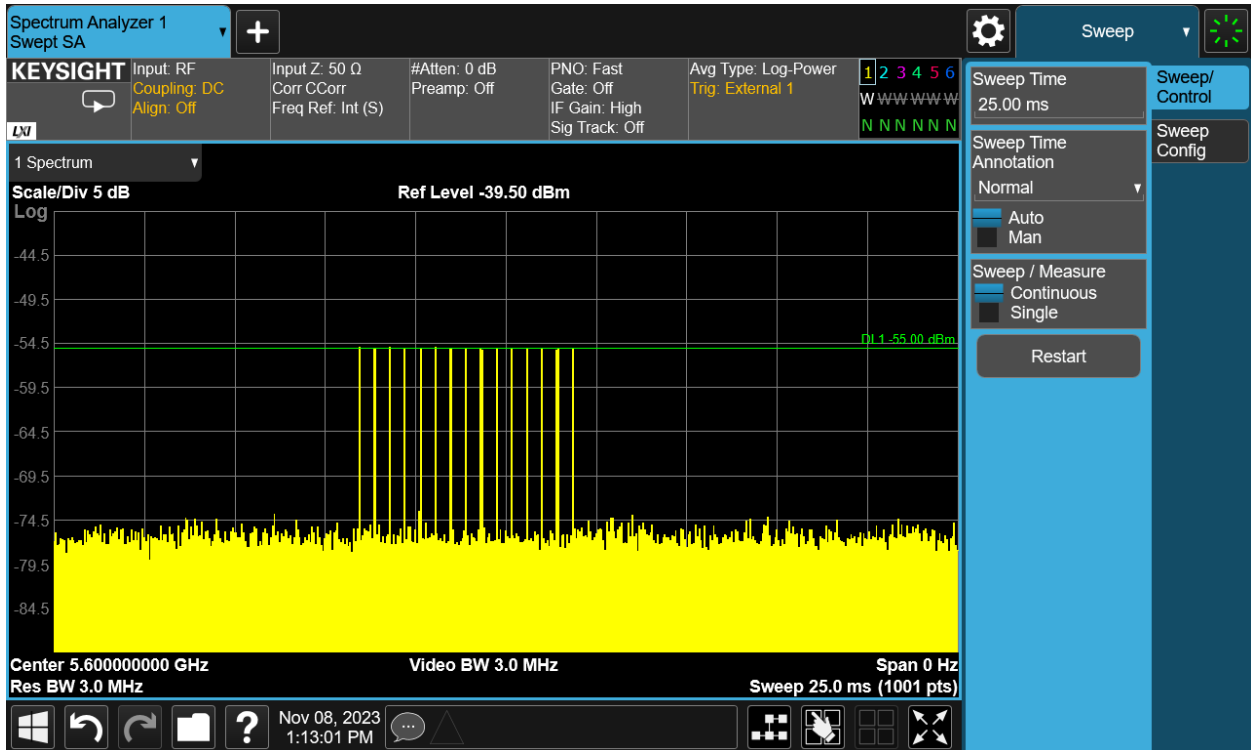 Spectrum Analyzer 1
Swept SA
+
Sweep
KEYSIGHT
LXI
Input: RF
Coupling: DC
Align: Off
Input Z: 50 Ω
Corr CCorr
Freq Ref: Int (S)
#Atten: 0 dB
Preamp: Off
PNO: Fast
Gate: Off
IF Gain: High
Sig Track: Off
Avg Type: Log-Power
Trig: External 1
1 2 3 4 5 6
W W W W W W
N N N N N N
1 Spectrum
Scale/Div 5 dB
Ref Level -39.50 dBm
Log
-44.5
-49.5
-54.5
DL1 -55.00 dBm
-59.5
-64.5
-69.5
-74.5
-79.5
-84.5
Center 5.600000000 GHz
Video BW 3.0 MHz
Span 0 Hz
Res BW 3.0 MHz
Sweep 25.0 ms (1001 pts)
?
Nov 08, 2023
1:13:01 PM
Sweep Time
25.00 ms
Sweep Time
Annotation
Normal
Auto
Man
Sweep / Measure
Continuous
Single
Restart
Sweep/
Control
Sweep
Config